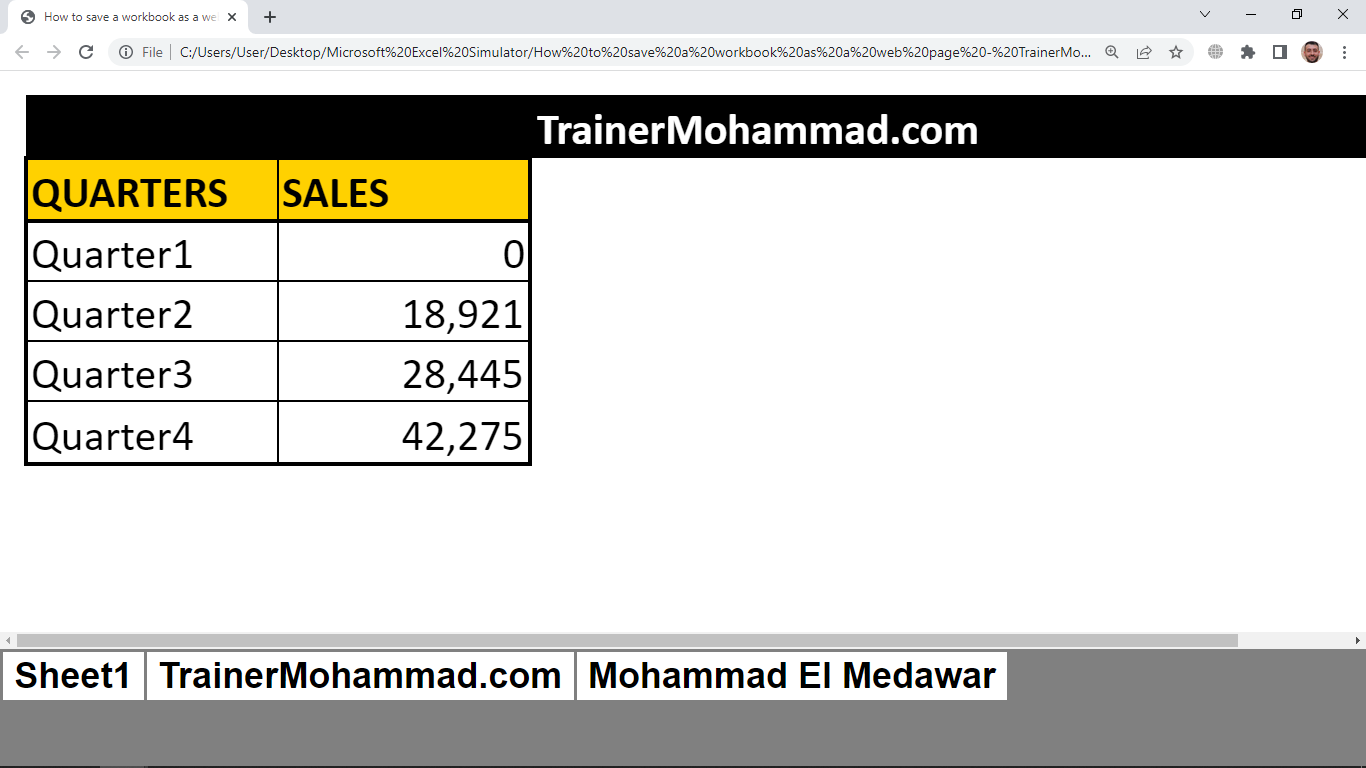 How to save a workbook as a we
File
C:/Users/User/Desktop/Microsoft%20Excel%20Simulator/How%20to%20save%20a%20workbook%20as%20a%20web%20page%20-%20TrainerMo...
TrainerMohammad.com
QUARTERS SALES
Quarter1 0
Quarter2 18,921
Quarter3 28,445
Quarter4 42,275
Sheet1 TrainerMohammad.com Mohammad El Medawar